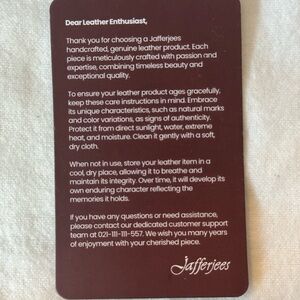 Dear Leather Enthusiast,
Thank you for choosing a Jafferjees
handcrafted, genuine leather product. Each
piece is meticulously crafted with passion and
expertise, combining timeless beauty and
exceptional quality.
To ensure your leather product ages gracefully,
keep these care instructions in mind. Embrace
its unique characteristics, such as natural marks
and color variations, as signs of authenticity.
Protect it from direct sunlight, water, extreme
heat, and moisture. Clean it gently with a soft,
dry cloth.
When not in use, store your leather item in a
cool, dry place, allowing it to breathe and
maintain its integrity. Over time, it will develop its
own enduring character reflecting the
memories it holds.
If you have any questions or need assistance,
please contact our dedicated customer support
team at 021-111-111-557. We wish you many years
of enjoyment with your cherished piece.
Jafferjees